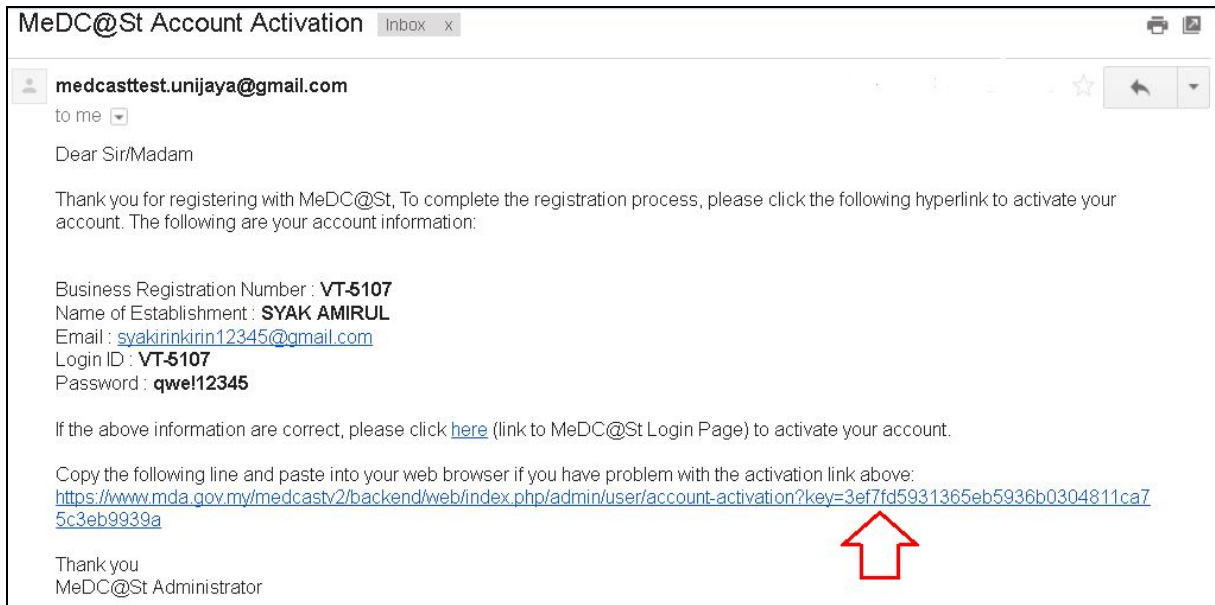 MeDC@St Account Activation Inbox x
medcasttest.unijaya@gmail.com
to me
Dear Sir/Madam
Thank you for registering with MeDC@St, To complete the registration process, please click the following hyperlink to activate your
account. The following are your account information:
Business Registration Number : VT-5107
Name of Establishment : SYAK AMIRUL
Email : syakirinkirin12345@gmail.com
Login ID : VT-5107
Password : qwe!12345
If the above information are correct, please click here (link to MeDC@St Login Page) to activate your account.
Copy the following line and paste into your web browser if you have problem with the activation link above:
https://www.mda.gov.my/medcastv2/backend/web/index.php/admin/user/account-activation?key=3ef7fd5931365eb5936b0304811ca7
5c3eb9939a
Thank you
MeDC@St Administrator